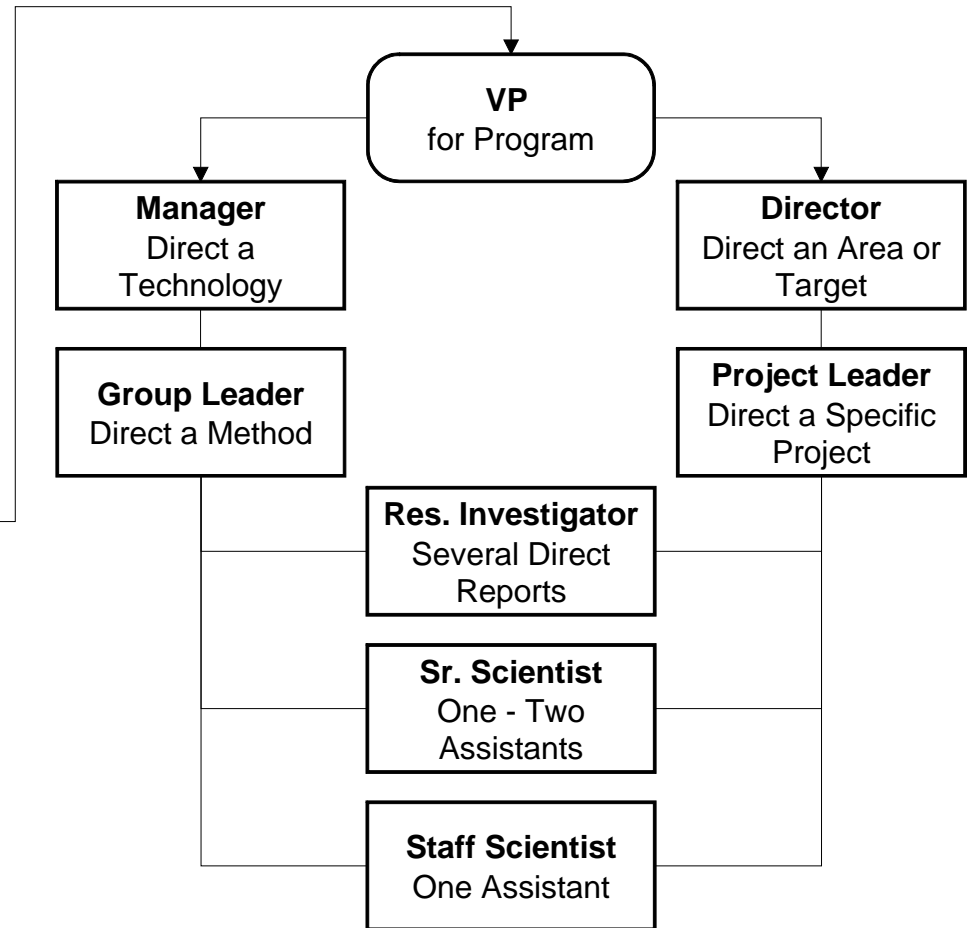 VP
for Program
Manager
Direct a
Technology
Director
Direct an Area or
Target
Group Leader
Direct a Method
Project Leader
Direct a Specific
Project
Res. Investigator
Several Direct
Reports
Sr. Scientist
One - Two
Assistants
Staff Scientist
One Assistant